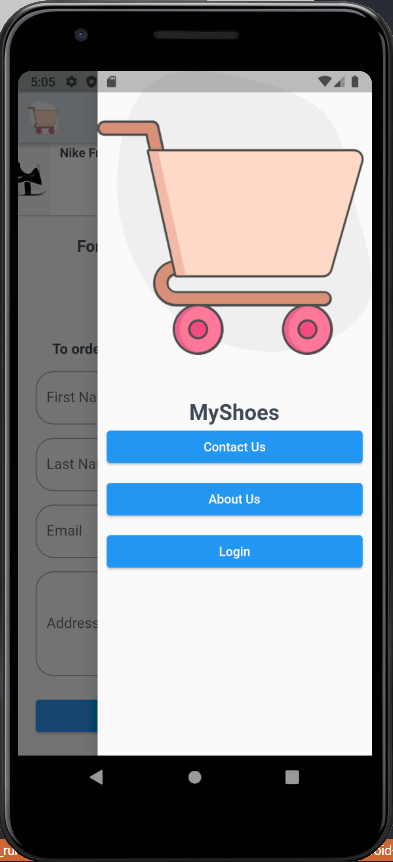 5:05
Nike Fr
For
To orde
First Na
Last Na
Email
Address
MyShoes
Contact Us
About Us
Login